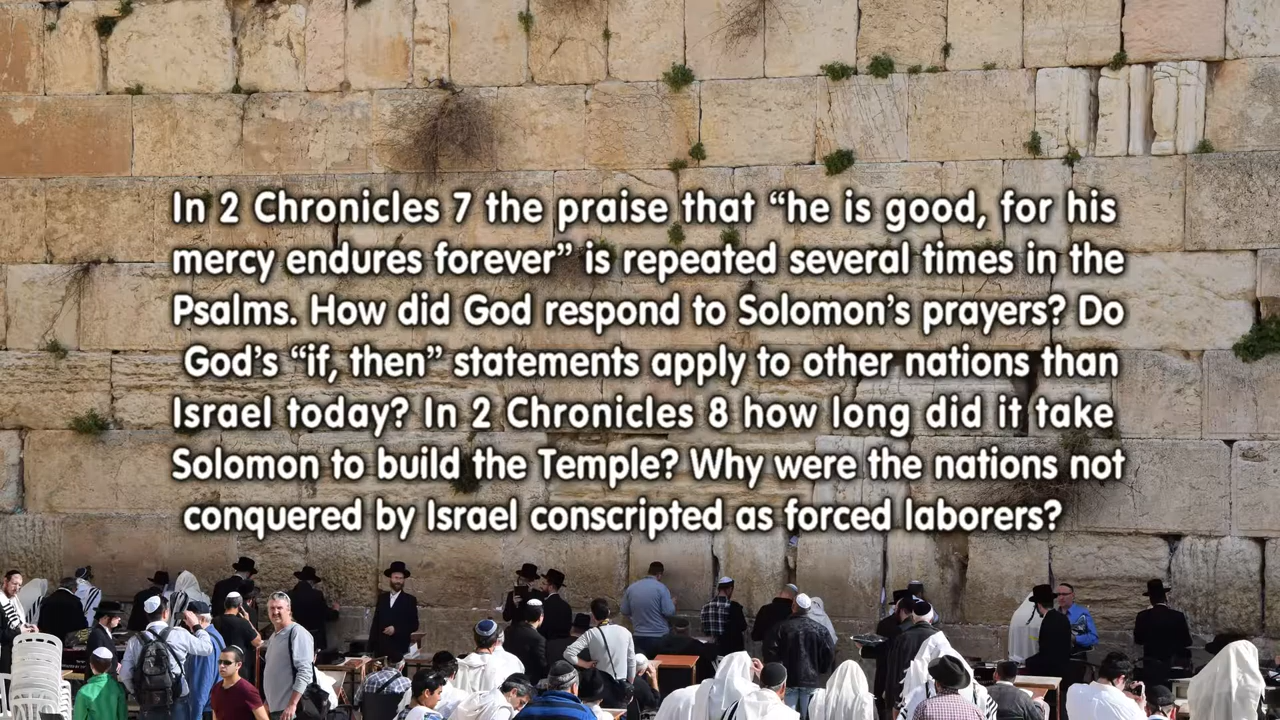 In 2 Chronicles 7 the praise that “he is good, for his
mercy endures forever” is repeated several times in the
Psalms. How did God respond to Solomon’s prayers? Do
God’s “if, then” statements apply to other nations than
Israel today? In 2 Chronicles 8 how long did it take
Solomon to build the Temple? Why were the nations not
conquered by Israel conscripted as forced laborers?